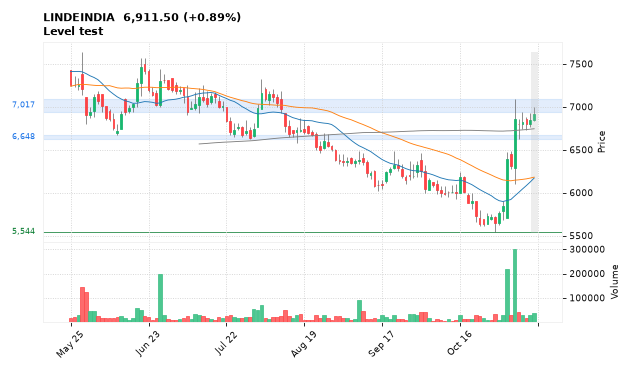 LINDEINDIA 6,911.50 (+0.89%)
Level test
7,017
6,648
5,544
7500
7000
6500
6000
5500
Price
300000
200000
100000
Volume
May 25
Jun 23
Jul 22
Aug 19
Sep 17
Oct 16